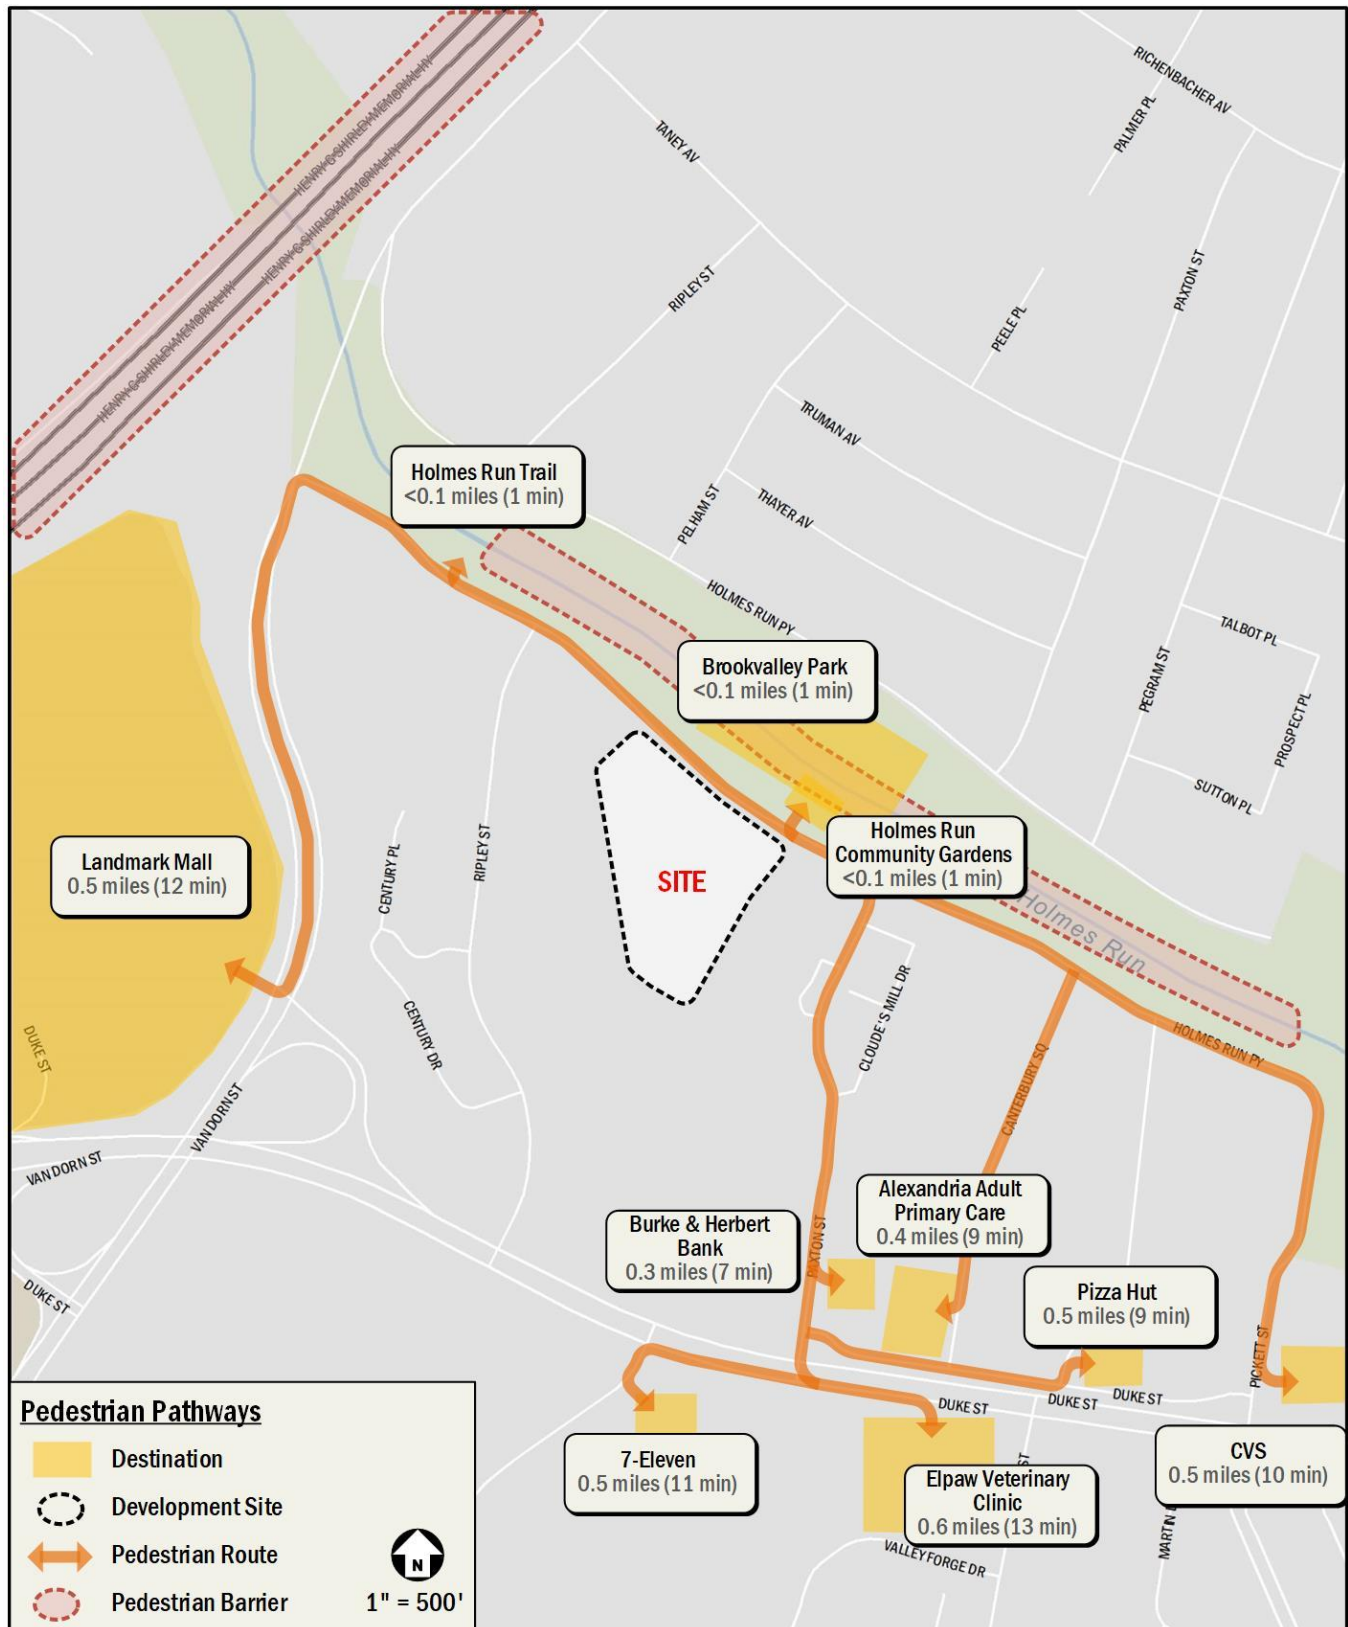 HENRY G SHIRLEY MEMORIAL HY
HENRY G SHIRLEY MEMORIAL HY
HENRY G SHIRLEY MEMORIAL HY
RICHENBACHER AV
PALMER PL
TANEY AV
PAXTON ST
RIPLEY ST
PEELE PL
TRUMAN AV
Holmes Run Trail
<0.1 miles (1 min)
PELHAM ST
THAYER AV
HOLMES RUN PY
TALBOT PL
PEGRAM ST
PROSPECT PL
SUTTON PL
Brookvalley Park
<0.1 miles (1 min)
Holmes Run
Community Gardens
<0.1 miles (1 min)
Landmark Mall
0.5 miles (12 min)
CENTURY PL
RIPLEY ST
SITE
Holmes Run
CLOUDE'S MILL DR
DUKE ST
CENTURY DR
HOLMES RUN PY
CANTERBURY SQ
VAN DORN ST
VAN DORN ST
Alexandria Adult
Primary Care
0.4 miles (9 min)
Burke & Herbert
Bank
0.3 miles (7 min)
PAXTON ST
DUKE ST
Pizza Hut
0.5 miles (9 min)
PICKETT ST
DUKE ST
DUKE ST
DUKE ST
7-Eleven
0.5 miles (11 min)
ST
Elpaw Veterinary
Clinic
0.6 miles (13 min)
CVS
0.5 miles (10 min)
MARTIN
VALLEY FORGE DR
Pedestrian Pathways
Destination
Development Site
Pedestrian Route
Pedestrian Barrier
N
1" = 500'